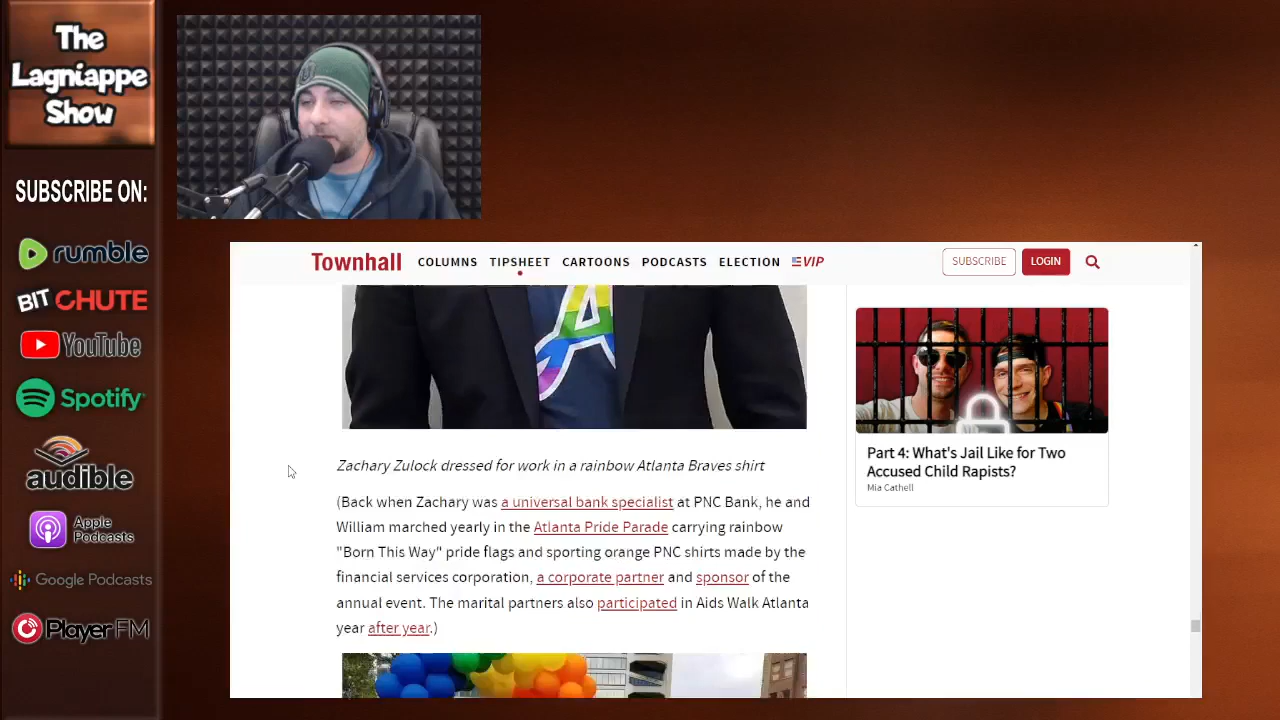 The
Lagniappe
Show
SUBSCRIBE ON:
rumble
BIT CHUTE
YouTube
Spotify
audible
Apple
Podcasts
Google Podcasts
Player FM
Townhall COLUMNS TIPSHEET CARTOONS PODCASTS ELECTION VIP SUBSCRIBE LOGIN
A
Zachary Zulock dressed for work in a rainbow Atlanta Braves shirt
(Back when Zachary was a universal bank specialist at PNC Bank, he and
William marched yearly in the Atlanta Pride Parade carrying rainbow
"Born This Way" pride flags and sporting orange PNC shirts made by the
financial services corporation, a corporate partner and sponsor of the
annual event. The marital partners also participated in Aids Walk Atlanta
year after year.)
Part 4: What's Jail Like for Two
Accused Child Rapists?
Mia Cathell